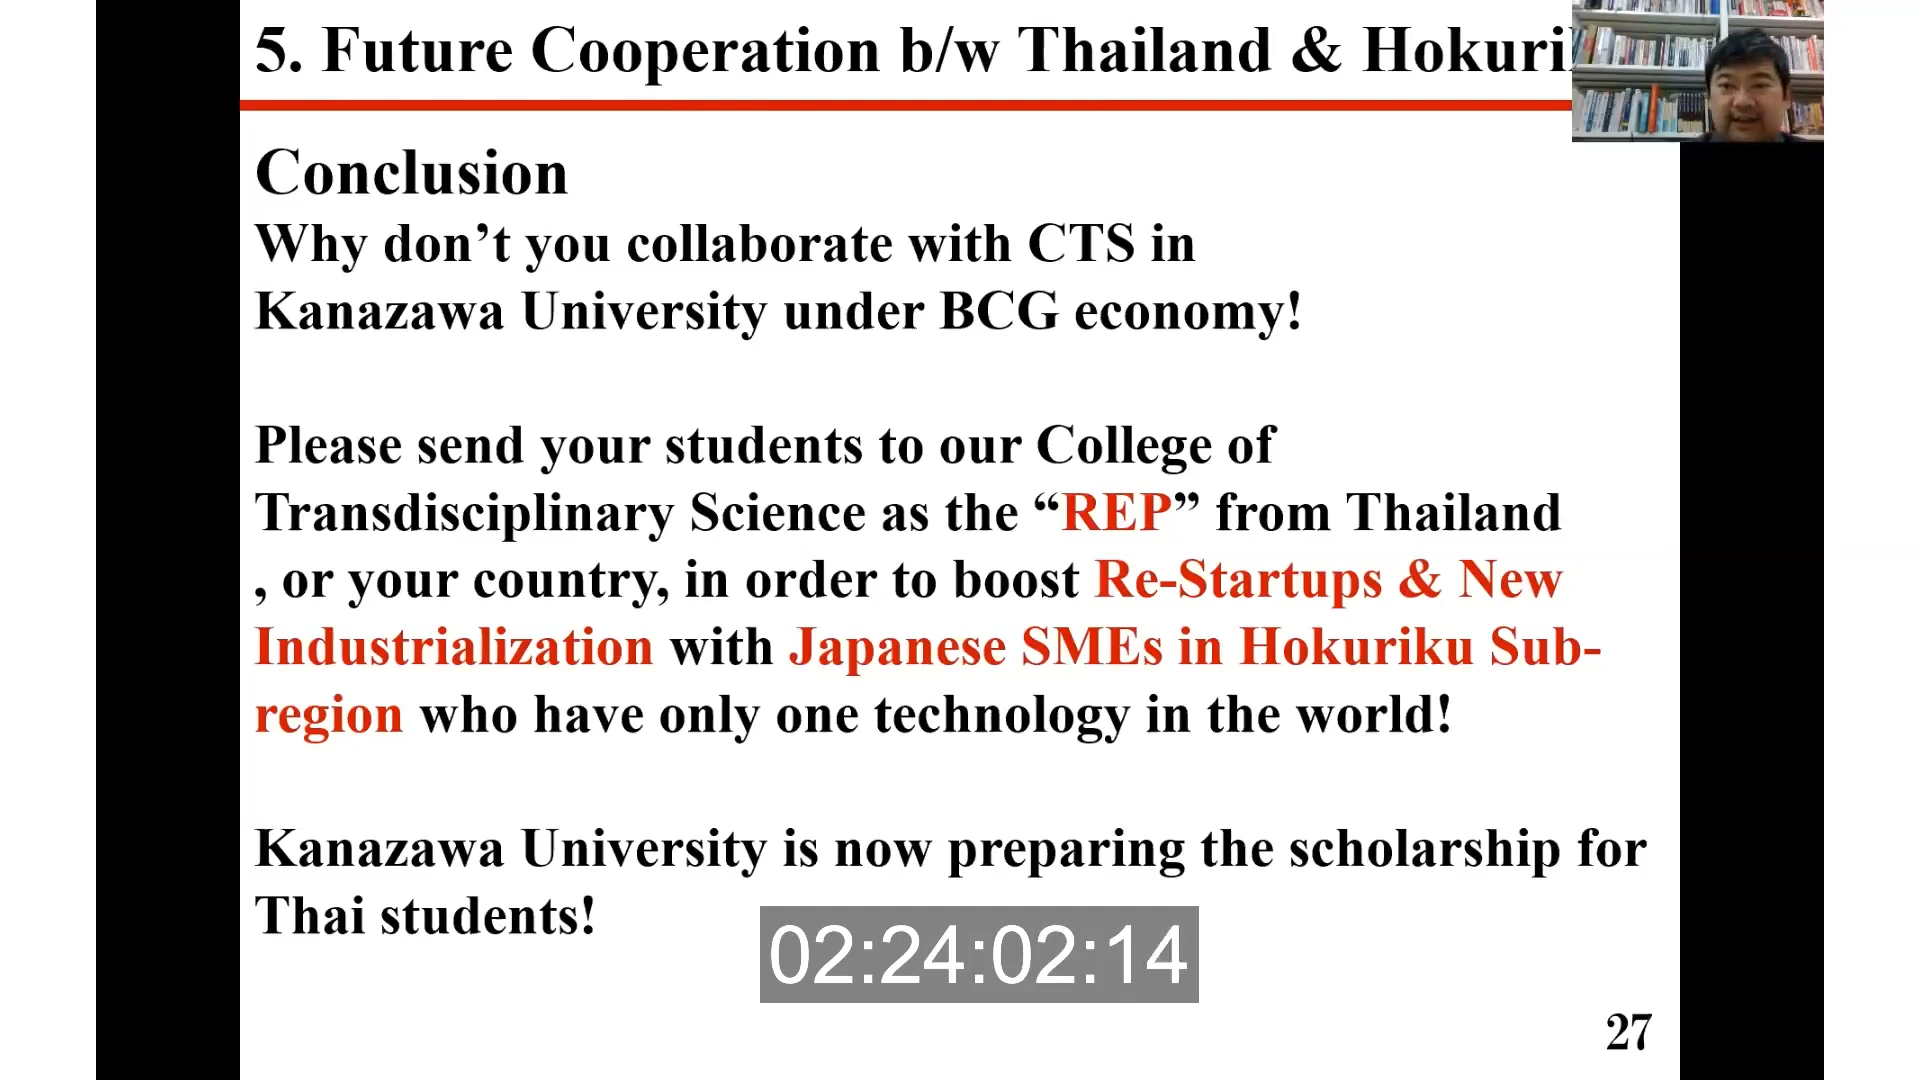 5. Future Cooperation b/w Thailand & Hokuri
Conclusion
Why don’t you collaborate with CTS in
Kanazawa University under BCG economy!
Please send your students to our College of
Transdisciplinary Science as the “REP” from Thailand
, or your country, in order to boost Re-Startups & New
Industrialization with Japanese SMEs in Hokuriku Sub-
region who have only one technology in the world!
Kanazawa University is now preparing the scholarship for
Thai students!
02:24:02:14
27